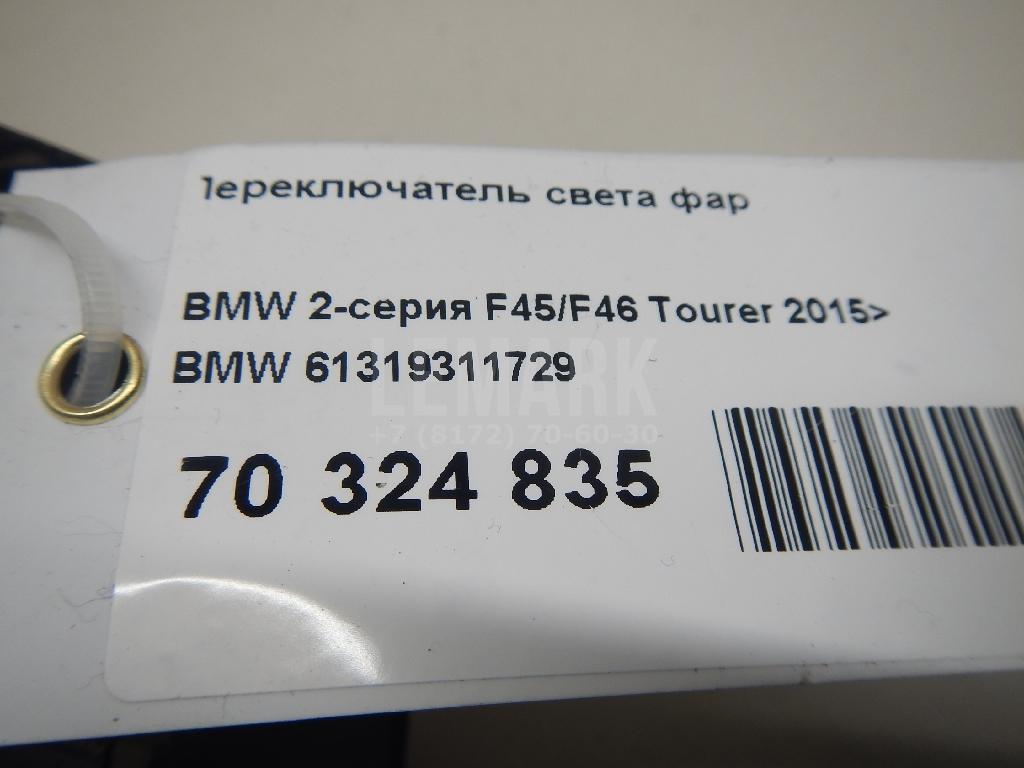 Переключатель света фар
BMW 2-серия F45/F46 Tourer 2015>
BMW 61319311729
LEMARK
+7 (8172) 70-60-30
70 324 835